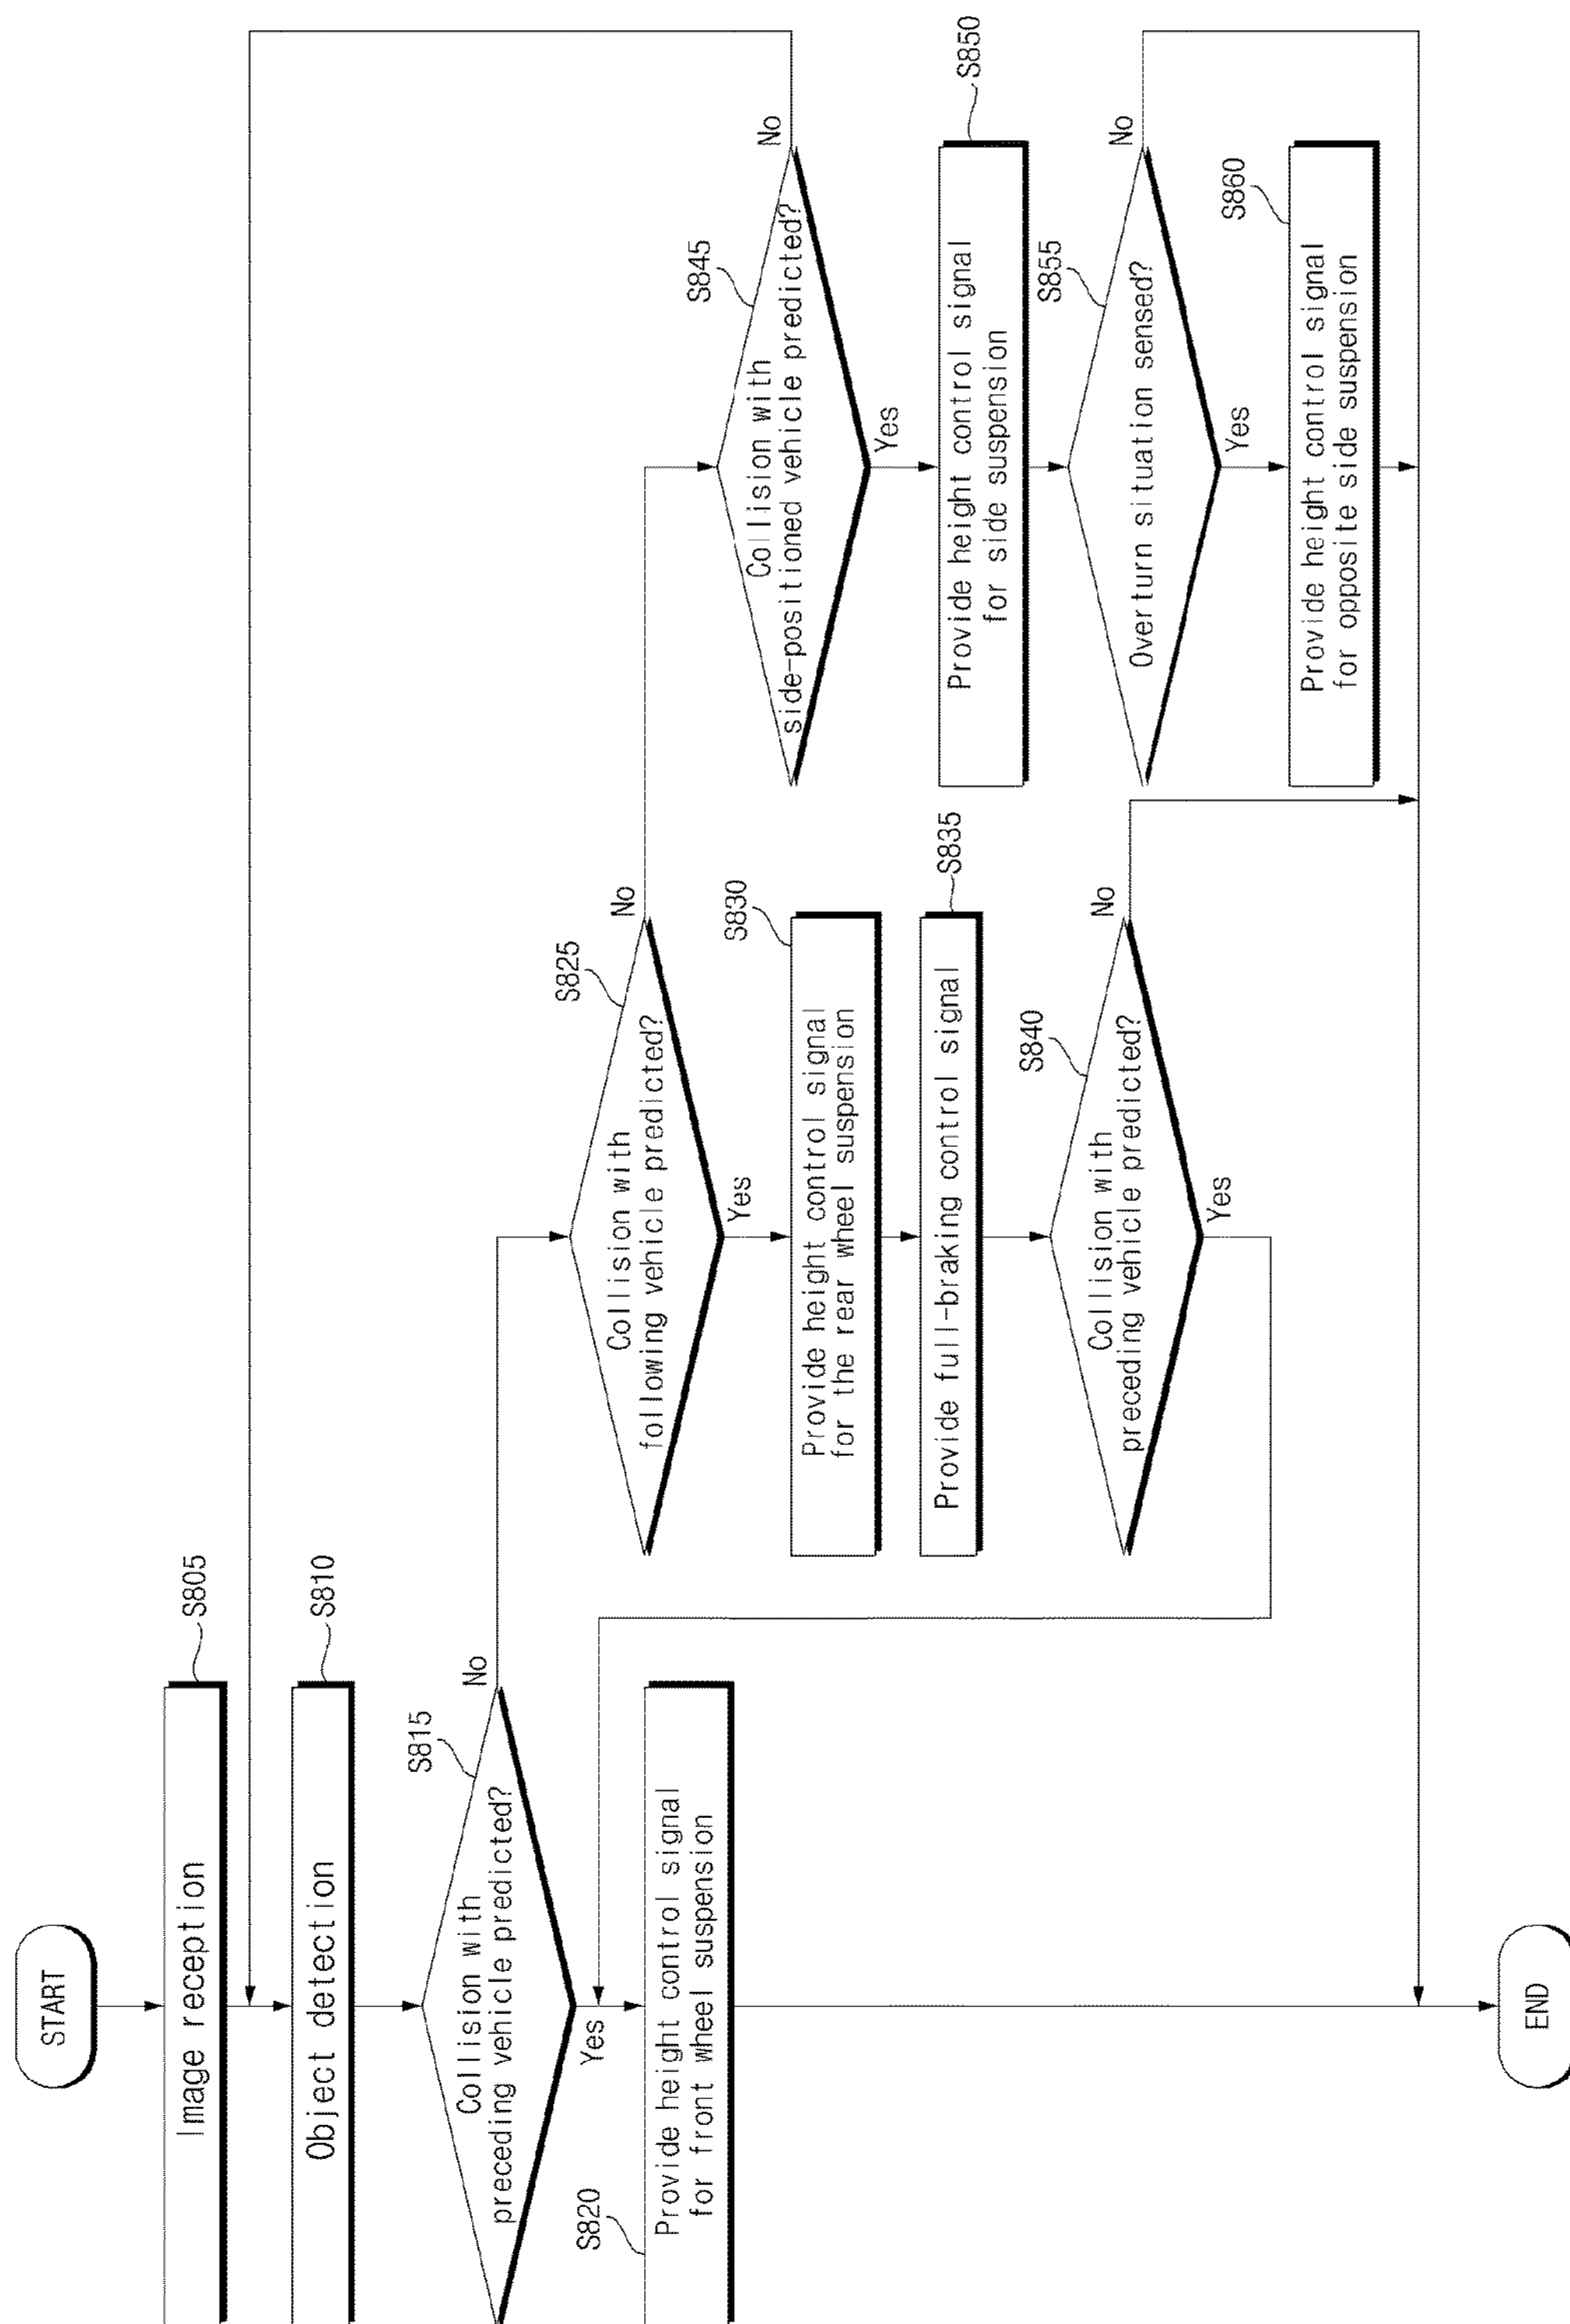 START
Image reception
S805
Object detection
S810
Collision with
preceding vehicle predicted?
S815
No
Yes
S820
Provide height control signal
for front wheel suspension
Collision with
following vehicle predicted?
S825
No
Yes
Provide height control signal
for the rear wheel suspension
S830
Provide full-braking control signal
S835
Collision with
preceding vehicle predicted?
S840
No
Yes
Collision with
side-positioned vehicle predicted?
S845
No
Yes
Provide height control signal
for side suspension
S850
Overturn situation sensed?
S855
No
Yes
Provide height control signal
for opposite side suspension
S860
END